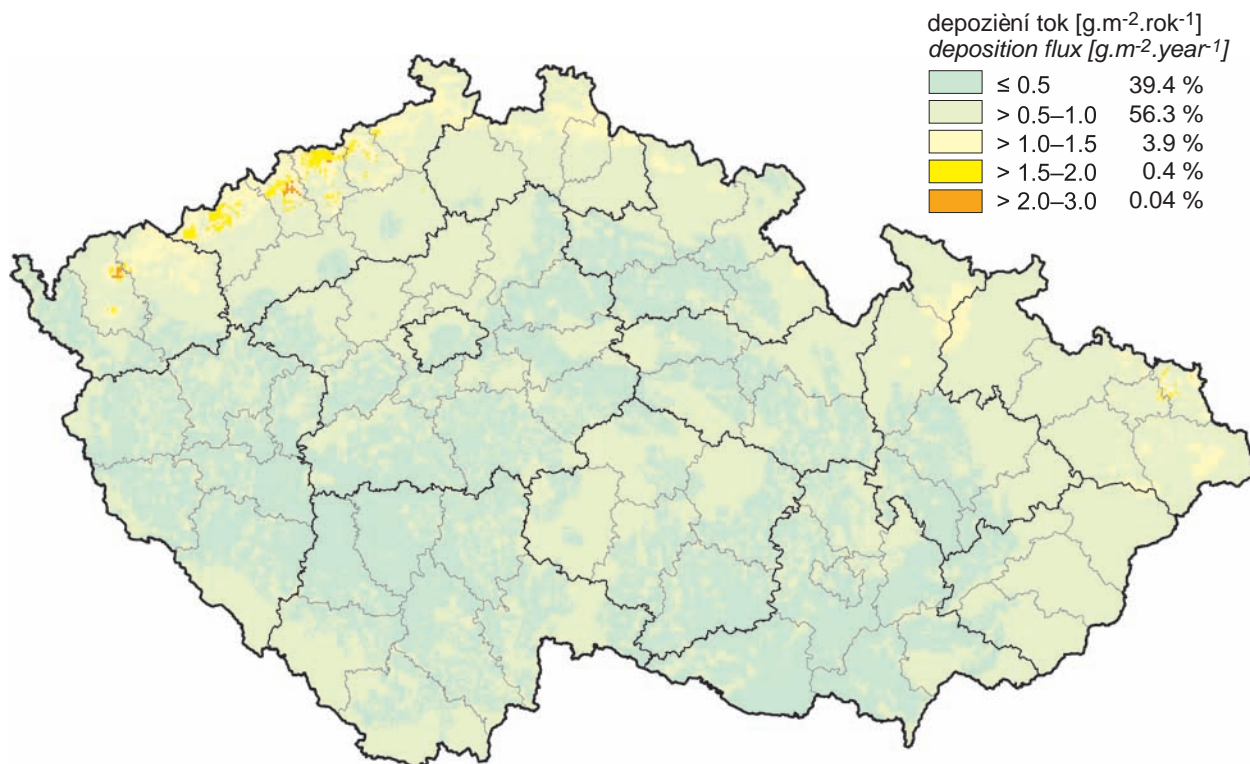 depozièní tok [g.m-2.rok-1]
deposition flux [g.m-2.year-1]
≤ 0.5 39.4 %
> 0.5–1.0 56.3 %
> 1.0–1.5 3.9 %
> 1.5–2.0 0.4 %
> 2.0–3.0 0.04 %